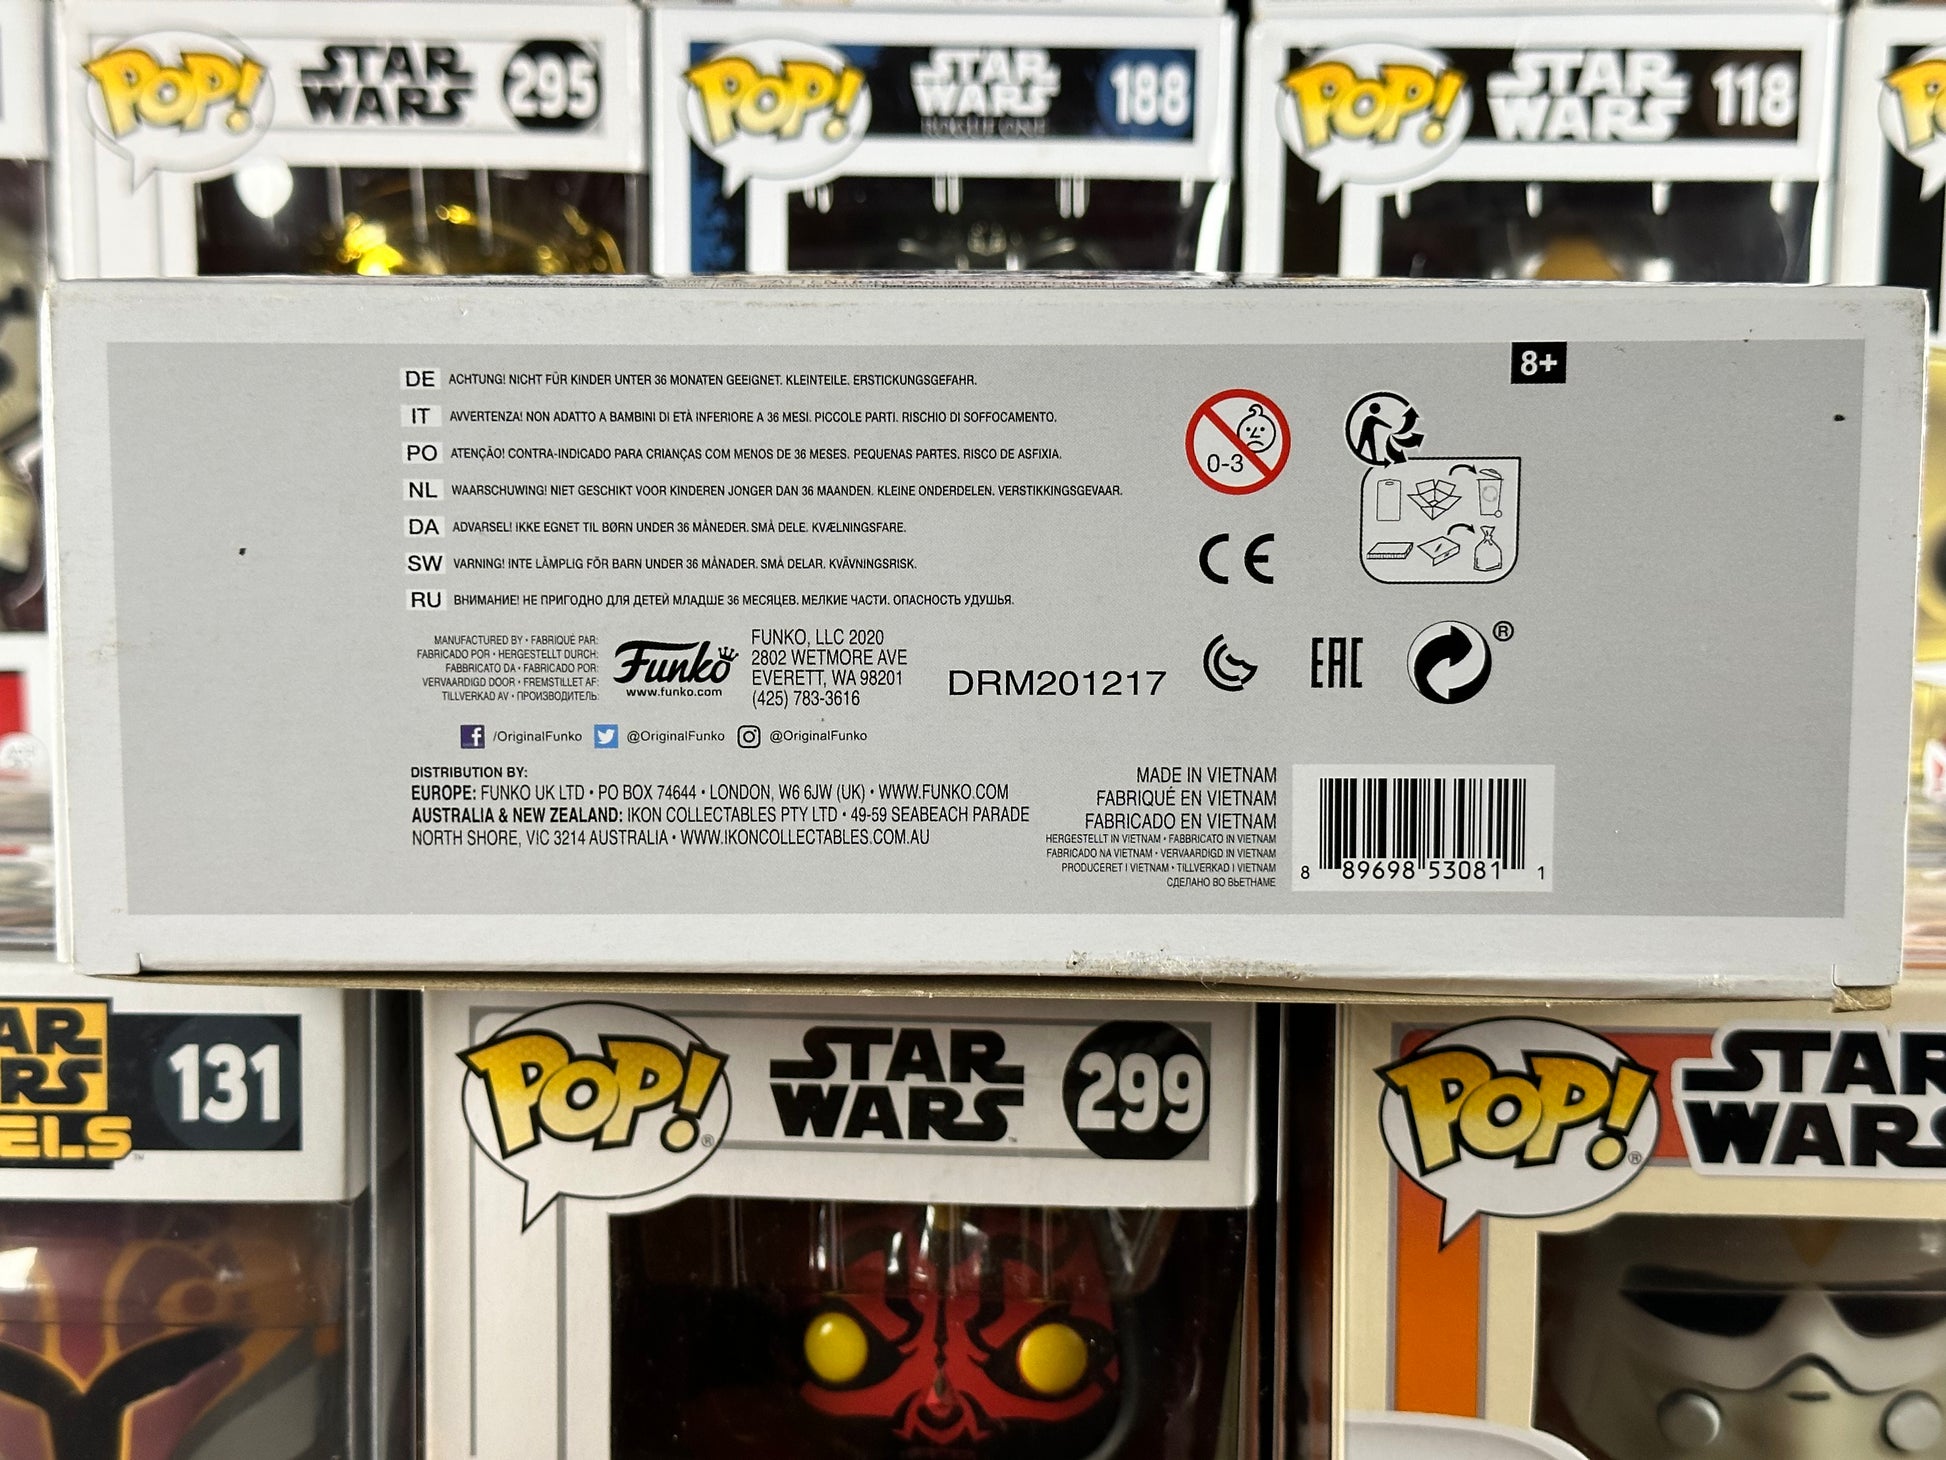 POP! STAR WARS 295
POP! STAR WARS 188
POP! STAR WARS 118
8+
DE ACHTUNG! NICHT FÜR KINDER UNTER 36 MONATEN GEEIGNET. KLEINTEILE. ERSTICKUNGSGEFAHR.
IT AVVERTENZA! NON ADATTO A BAMBINI DI ETÀ INFERIORE A 36 MESI. PICCOLE PARTI. RISCHIO DI SOFFOCAMENTO.
PO ATENÇÃO! CONTRA-INDICADO PARA CRIANÇAS COM MENOS DE 36 MESES. PEQUENAS PARTES. RISCO DE ASFIXIA.
NL WAARSCHUWING! NIET GESCHIKT VOOR KINDEREN JONGER DAN 36 MAANDEN. KLEINE ONDERDELEN. VERSTIKKINGSGEVAAR.
DA ADVARSEL! IKKE EGNET TIL BØRN UNDER 36 MÅNEDER. SMÅ DELE. KVÆLNINGSFARE.
SW VARNING! INTE LÄMPLIG FÖR BARN UNDER 36 MÅNADER. SMÅ DELAR. KVÄVNINGSRISK.
RU ВНИМАНИЕ! НЕ ПРИГОДНО ДЛЯ ДЕТЕЙ МЛАДШЕ 36 МЕСЯЦЕВ. МЕЛКИЕ ЧАСТИ. ОПАСНОСТЬ УДУШЬЯ.
0-3
CE
MANUFACTURED BY • FABRIQUÉ PAR:
FABRICADO POR • HERGESTELLT DURCH:
FABBRICATO DA • FABRICADO POR:
VERVAARDIGD DOOR • FREMSTILLET AF:
TILLVERKAD AV • ПРОИЗВОДИТЕЛЬ:
Funko
www.funko.com
FUNKO, LLC 2020
2802 WETMORE AVE
EVERETT, WA 98201
(425) 783-3616
DRM201217
EAC
®
/OriginalFunko @OriginalFunko @OriginalFunko
DISTRIBUTION BY:
EUROPE: FUNKO UK LTD • PO BOX 74644 • LONDON, W6 6JW (UK) • WWW.FUNKO.COM
AUSTRALIA & NEW ZEALAND: IKON COLLECTABLES PTY LTD • 49-59 SEABEACH PARADE
NORTH SHORE, VIC 3214 AUSTRALIA • WWW.IKONCOLLECTABLES.COM.AU
MADE IN VIETNAM
FABRIQUÉ EN VIETNAM
FABRICADO EN VIETNAM
HERGESTELLT IN VIETNAM • FABBRICATO IN VIETNAM
FABRICADO NA VIETNAM • VERVAARDIGD IN VIETNAM
PRODUCERET I VIETNAM • TILLVERKAD I VIETNAM
СДЕЛАНО ВО ВЬЕТНАМЕ
8 89698 53081 1
AR
RS
ELS 131
POP!® STAR WARS 299
POP!® STAR WARS